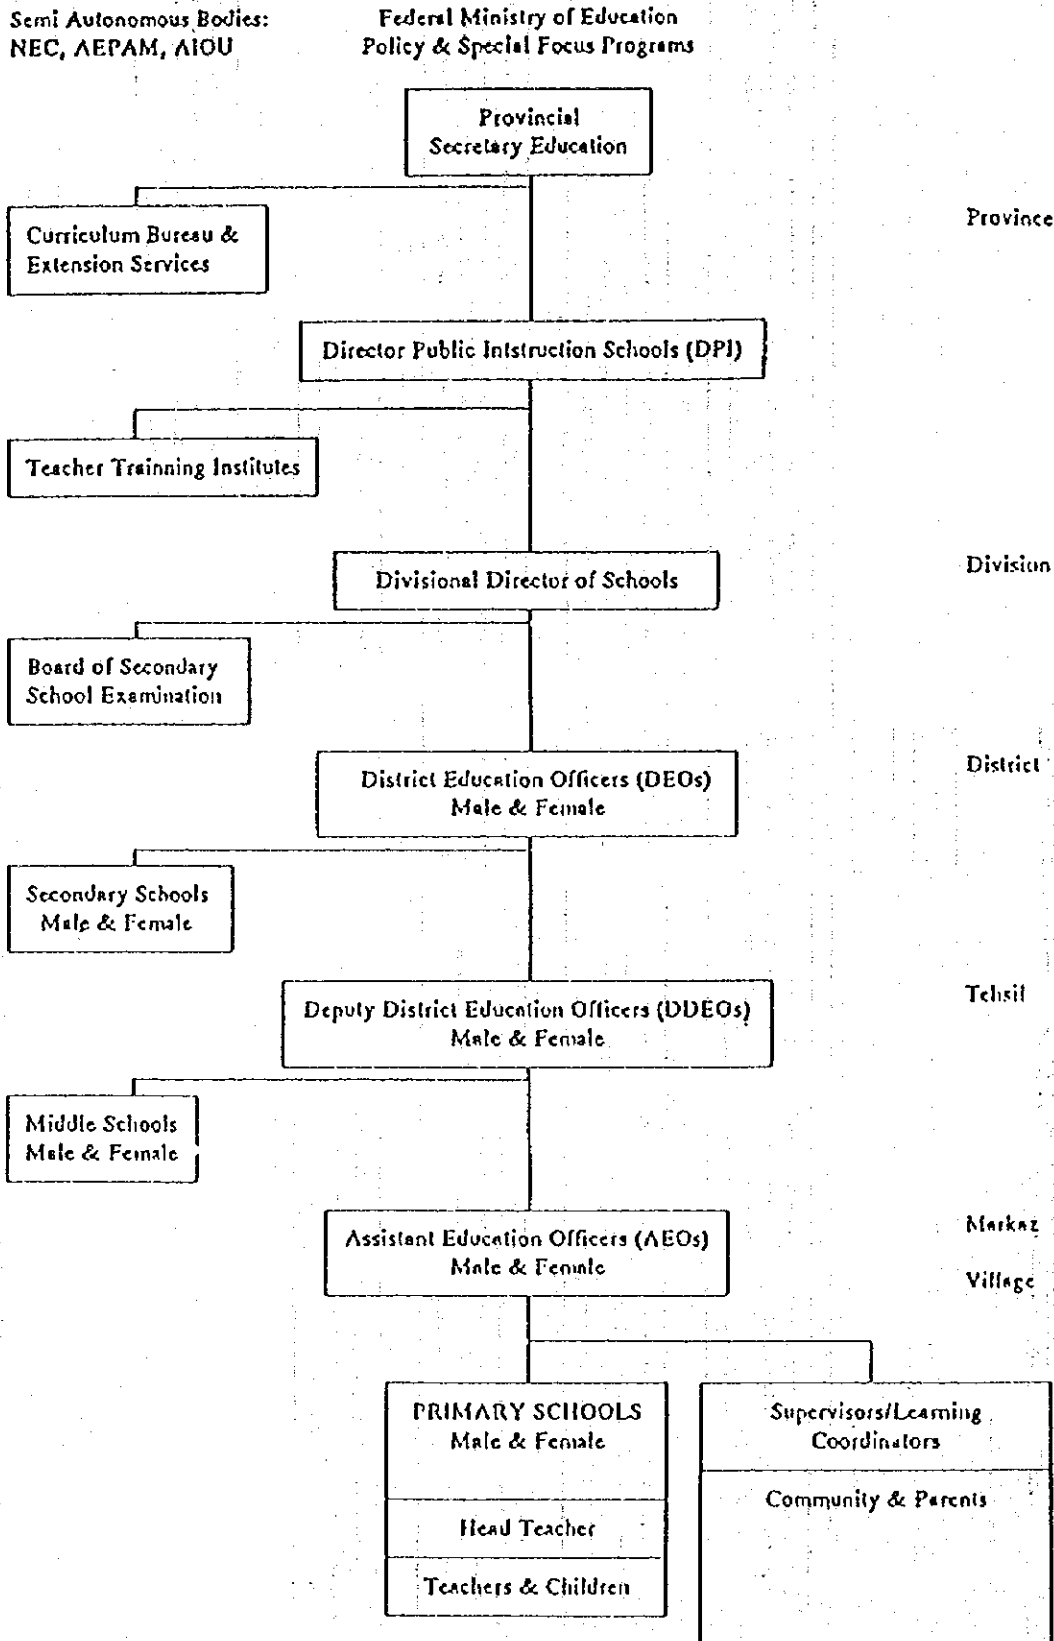 Semi Autonomous Bodies:
NEC, AEPAM, AIOU
Federal Ministry of Education
Policy & Special Focus Programs
Provincial
Secretary Education
Province
Curriculum Bureau &
Extension Services
Director Public Intstruction Schools (DPI)
Teacher Trainning Institutes
Divisional Director of Schools
Division
Board of Secondary
School Examination
District Education Officers (DEOs)
Male & Female
District
Secondary Schools
Male & Female
Deputy District Education Officers (DDEOs)
Male & Female
Tehsil
Middle Schools
Male & Female
Assistant Education Officers (AEOs)
Male & Female
Markaz
Village
PRIMARY SCHOOLS
Male & Female
Head Teacher
Teachers & Children
Supervisors/Learning
Coordinators
Community & Parents